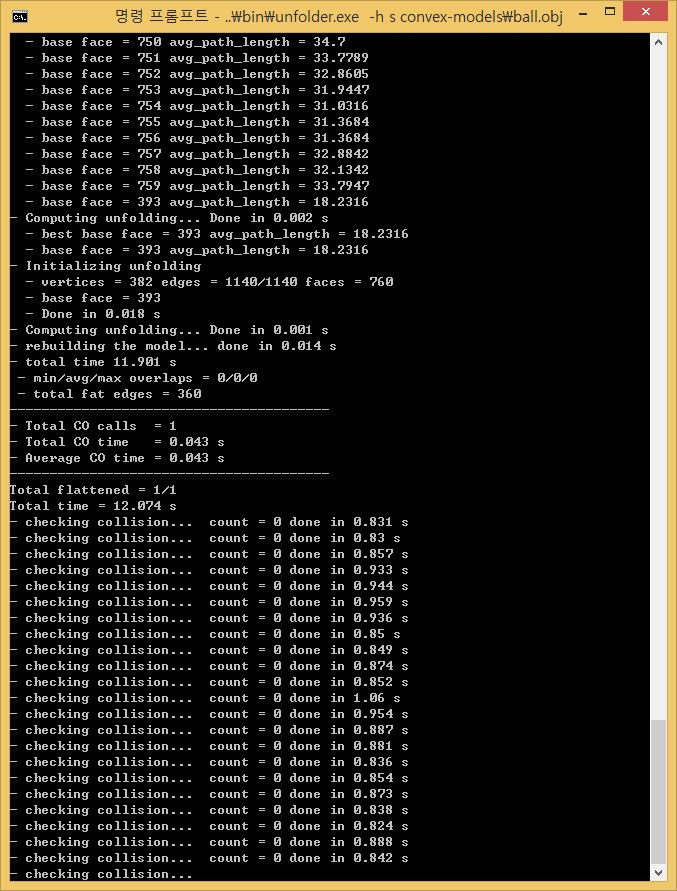 명령 프롬프트 - ..₩bin₩unfolder.exe -h s convex-models₩ball.obj
- base face = 750 avg_path_length = 34.7
- base face = 751 avg_path_length = 33.7789
- base face = 752 avg_path_length = 32.8605
- base face = 753 avg_path_length = 31.9447
- base face = 754 avg_path_length = 31.0316
- base face = 755 avg_path_length = 31.3684
- base face = 756 avg_path_length = 31.3684
- base face = 757 avg_path_length = 32.8842
- base face = 758 avg_path_length = 32.1342
- base face = 759 avg_path_length = 33.7947
- base face = 393 avg_path_length = 18.2316
- Computing unfolding... Done in 0.002 s
- best base face = 393 avg_path_length = 18.2316
- base face = 393 avg_path_length = 18.2316
- Initializing unfolding
- vertices = 382 edges = 1140/1140 faces = 760
- base face = 393
- Done in 0.018 s
- Computing unfolding... Done in 0.001 s
- rebuilding the model... done in 0.014 s
- total time 11.901 s
- min/avg/max overlaps = 0/0/0
- total fat edges = 360
----------------------------------------
- Total CO calls = 1
- Total CO time = 0.043 s
- Average CO time = 0.043 s
----------------------------------------
Total flattened = 1/1
Total time = 12.074 s
- checking collision... count = 0 done in 0.831 s
- checking collision... count = 0 done in 0.83 s
- checking collision... count = 0 done in 0.857 s
- checking collision... count = 0 done in 0.933 s
- checking collision... count = 0 done in 0.944 s
- checking collision... count = 0 done in 0.959 s
- checking collision... count = 0 done in 0.936 s
- checking collision... count = 0 done in 0.85 s
- checking collision... count = 0 done in 0.849 s
- checking collision... count = 0 done in 0.874 s
- checking collision... count = 0 done in 0.852 s
- checking collision... count = 0 done in 1.06 s
- checking collision... count = 0 done in 0.954 s
- checking collision... count = 0 done in 0.887 s
- checking collision... count = 0 done in 0.881 s
- checking collision... count = 0 done in 0.836 s
- checking collision... count = 0 done in 0.854 s
- checking collision... count = 0 done in 0.873 s
- checking collision... count = 0 done in 0.838 s
- checking collision... count = 0 done in 0.824 s
- checking collision... count = 0 done in 0.888 s
- checking collision... count = 0 done in 0.842 s
- checking collision...